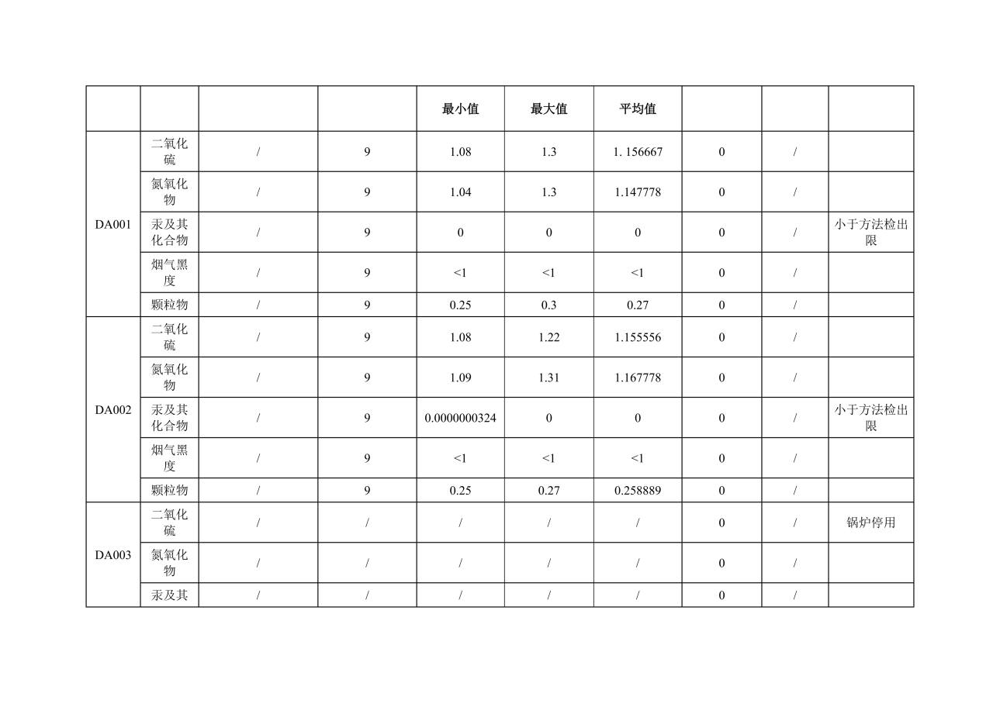 最小值 最大值 平均值
二氧化
硫
/ 9 1.08 1.3 1. 156667 0 /
氮氧化
物
/ 9 1.04 1.3 1.147778 0 /
DA001
汞及其
化合物
/ 9 0 0 0 0 /
小于方法检出
限
烟气黑
度
/ 9 <1 <1 <1 0 /
颗粒物 / 9 0.25 0.3 0.27 0 /
二氧化
硫
/ 9 1.08 1.22 1.155556 0 /
氮氧化
物
/ 9 1.09 1.31 1.167778 0 /
DA002
汞及其
化合物
/ 9 0.0000000324 0 0 0 /
小于方法检出
限
烟气黑
度
/ 9 <1 <1 <1 0 /
颗粒物 / 9 0.25 0.27 0.258889 0 /
DA003
二氧化
硫
/ / / / / 0 / 锅炉停用
氮氧化
物
/ / / / / 0 /
汞及其 / / / / / 0 /